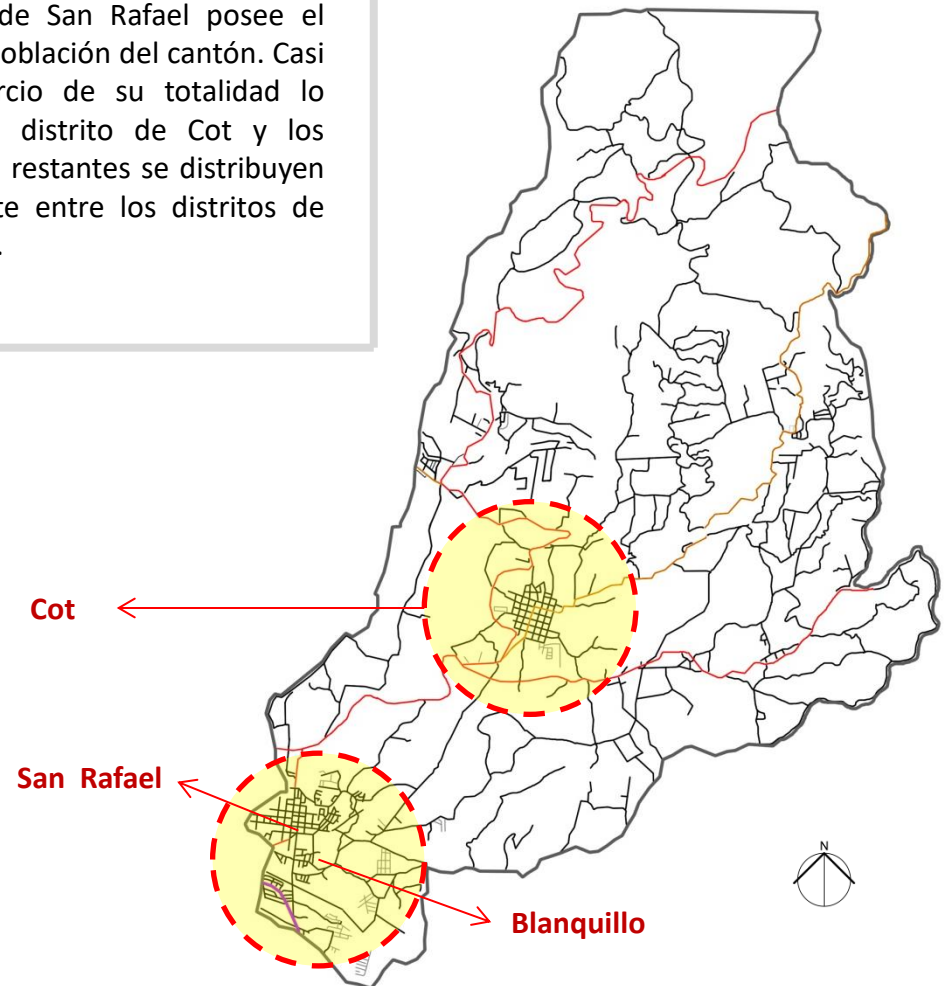 de San Rafael posee el
oblación del cantón. Casi
rcio de su totalidad lo
distrito de Cot y los
restantes se distribuyen
te entre los distritos de
.
Cot
San Rafael
Blanquillo
N